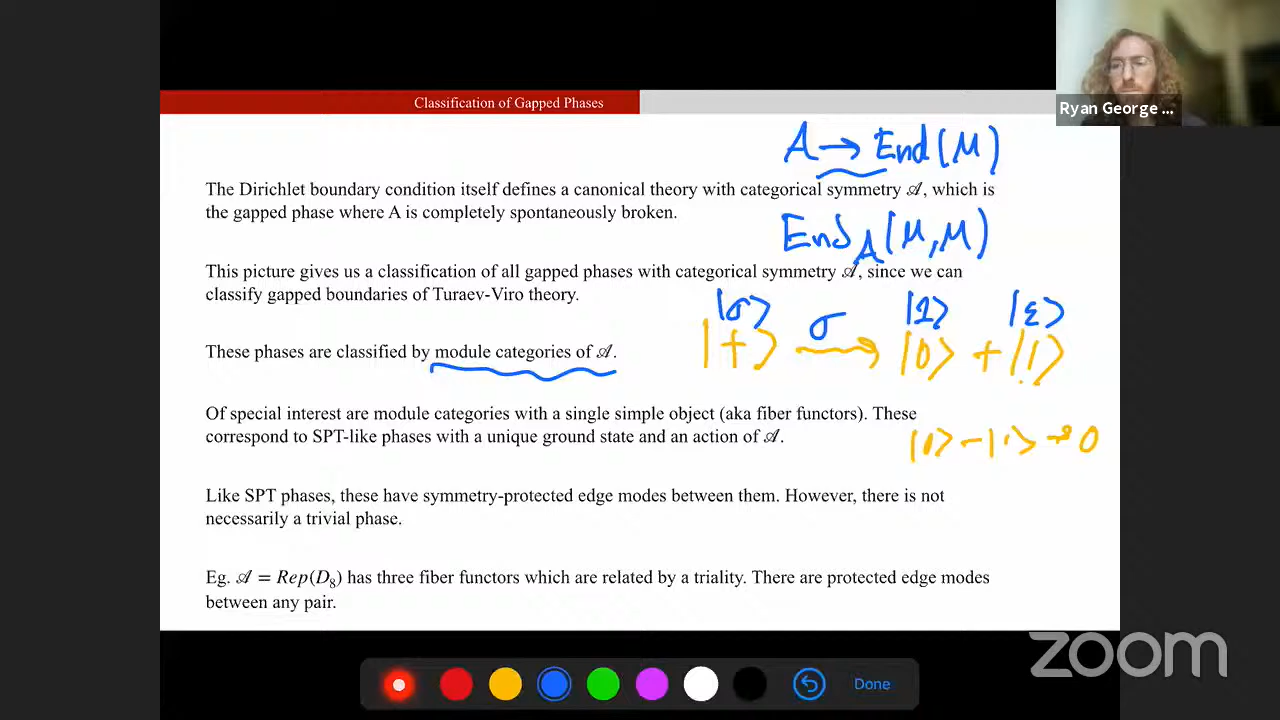 Classification of Gapped Phases
Ryan George ...
A → End(M)
The Dirichlet boundary condition itself defines a canonical theory with categorical symmetry 𝒜, which is
the gapped phase where A is completely spontaneously broken.
End_A(M,M)
This picture gives us a classification of all gapped phases with categorical symmetry 𝒜, since we can
classify gapped boundaries of Turaev-Viro theory.
|σ⟩ σ |1⟩ |ε⟩
|+⟩ → |0⟩ + |1⟩
These phases are classified by module categories of 𝒜.
Of special interest are module categories with a single simple object (aka fiber functors). These
correspond to SPT-like phases with a unique ground state and an action of 𝒜.
|0⟩ - |1⟩ → 0
Like SPT phases, these have symmetry-protected edge modes between them. However, there is not
necessarily a trivial phase.
Eg. 𝒜 = Rep(D₈) has three fiber functors which are related by a triality. There are protected edge modes
between any pair.
zoom
Done